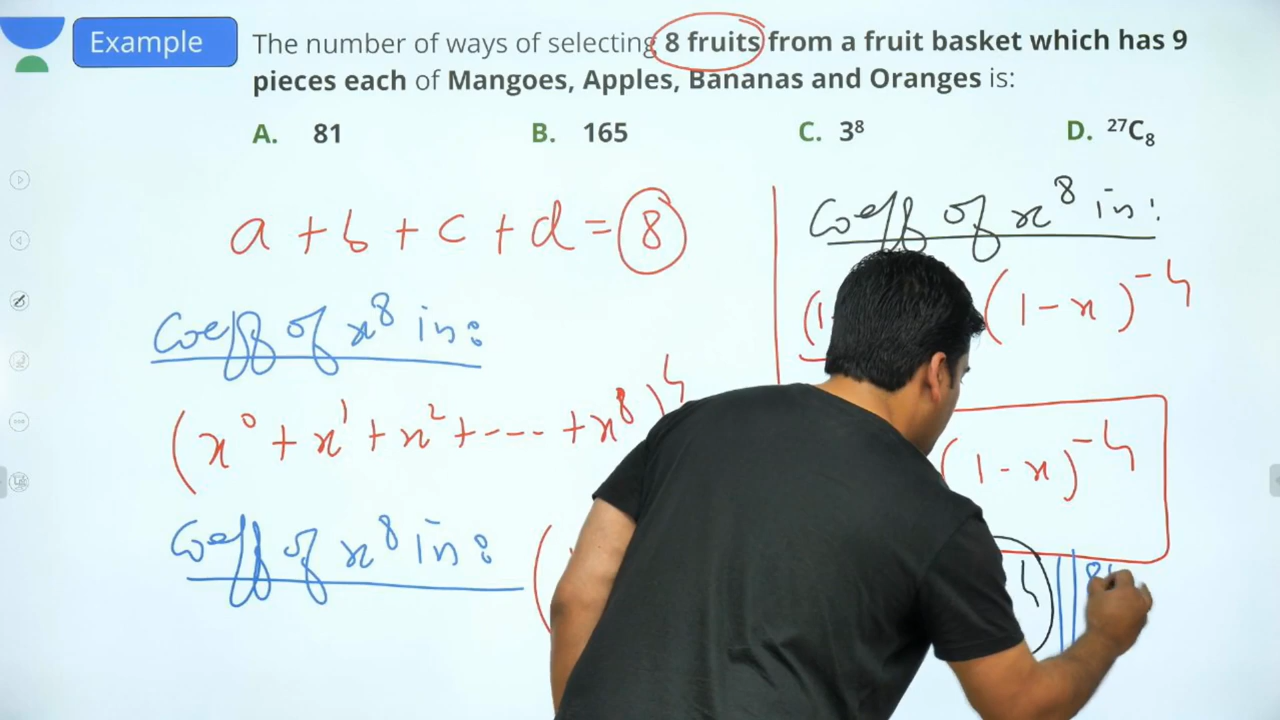 Example
The number of ways of selecting 8 fruits from a fruit basket which has 9
pieces each of Mangoes, Apples, Bananas and Oranges is:
A. 81 B. 165 C. 3⁸ D. ²⁷C₈
a + b + c + d = 8
Coeff of x⁸ in:
(x⁰ + x¹ + x² + --- + x⁸)⁴
Coeff of x⁸ in: (
Coeff of x⁸ in:
(1 (1 - x)⁻⁴
(1 - x)⁻⁴
4